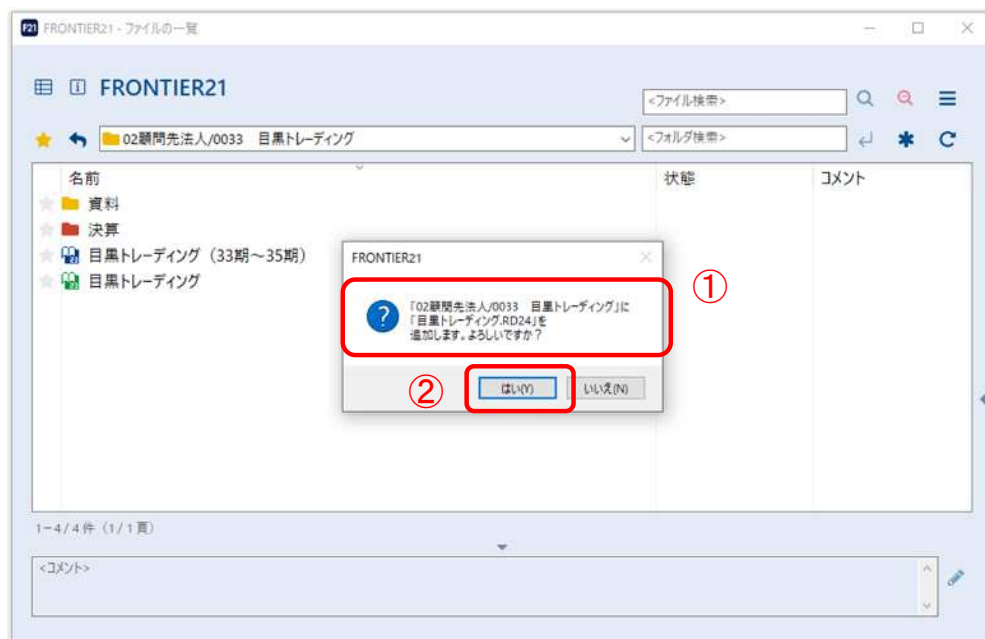 F21 FRONTIER21 - ファイルの一覧
FRONTIER21
<ファイル検索>
02顧問先法人/0033　目黒トレーディング
<フォルダ検索>
名前 状態 コメント
資料
決算
目黒トレーディング（33期～35期）
目黒トレーディング
FRONTIER21
①
「02顧問先法人/0033　目黒トレーディング」に
「目黒トレーディング.RD24」を
追加します。よろしいですか？
②
はい(Y) いいえ(N)
1-4 / 4 件（1 / 1 頁）
<コメント>